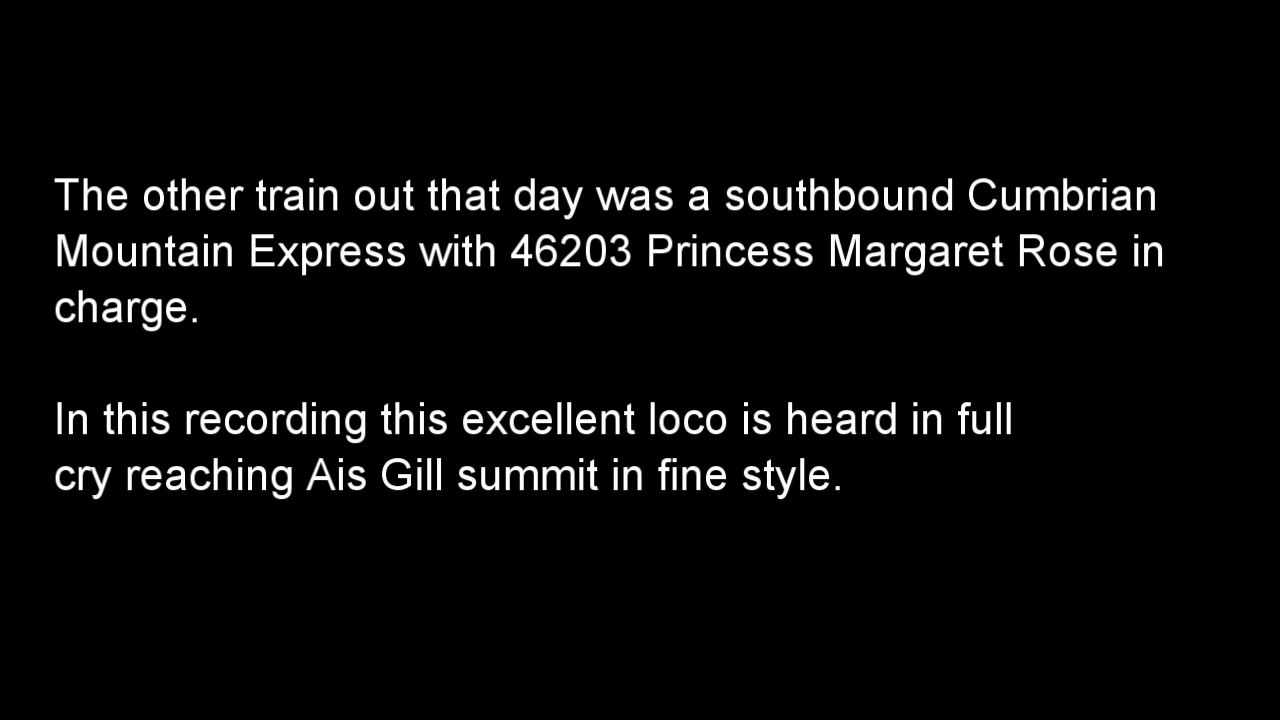 The other train out that day was a southbound Cumbrian
Mountain Express with 46203 Princess Margaret Rose in
charge.
In this recording this excellent loco is heard in full
cry reaching Ais Gill summit in fine style.